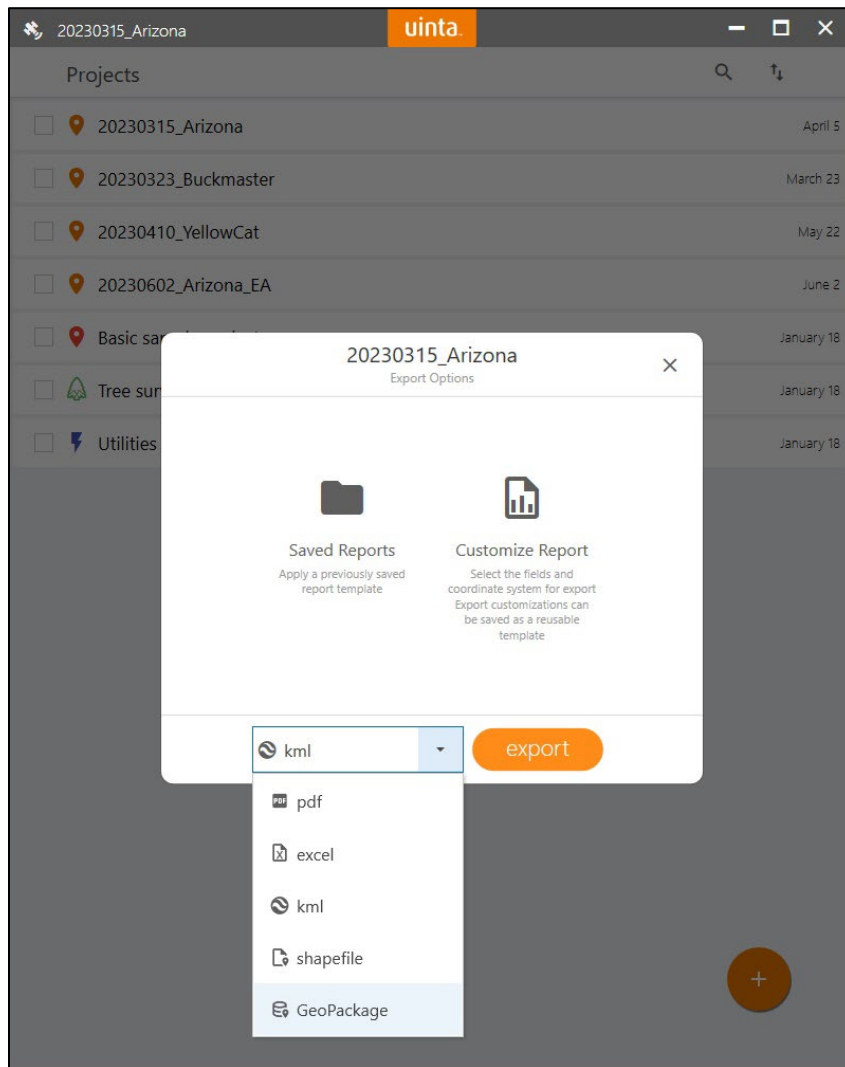 20230315_Arizona
uinta
Projects
20230315_Arizona April 5
20230323_Buckmaster March 23
20230410_YellowCat May 22
20230602_Arizona_EA June 2
Basic January 18
Tree January 18
Utilities January 18
20230315_Arizona
Export Options
Saved Reports
Apply a previously saved
report template
Customize Report
Select the fields and
coordinate system for export
Export customizations can
be saved as a reusable
template
kml
export
PDF pdf
excel
kml
shapefile
GeoPackage